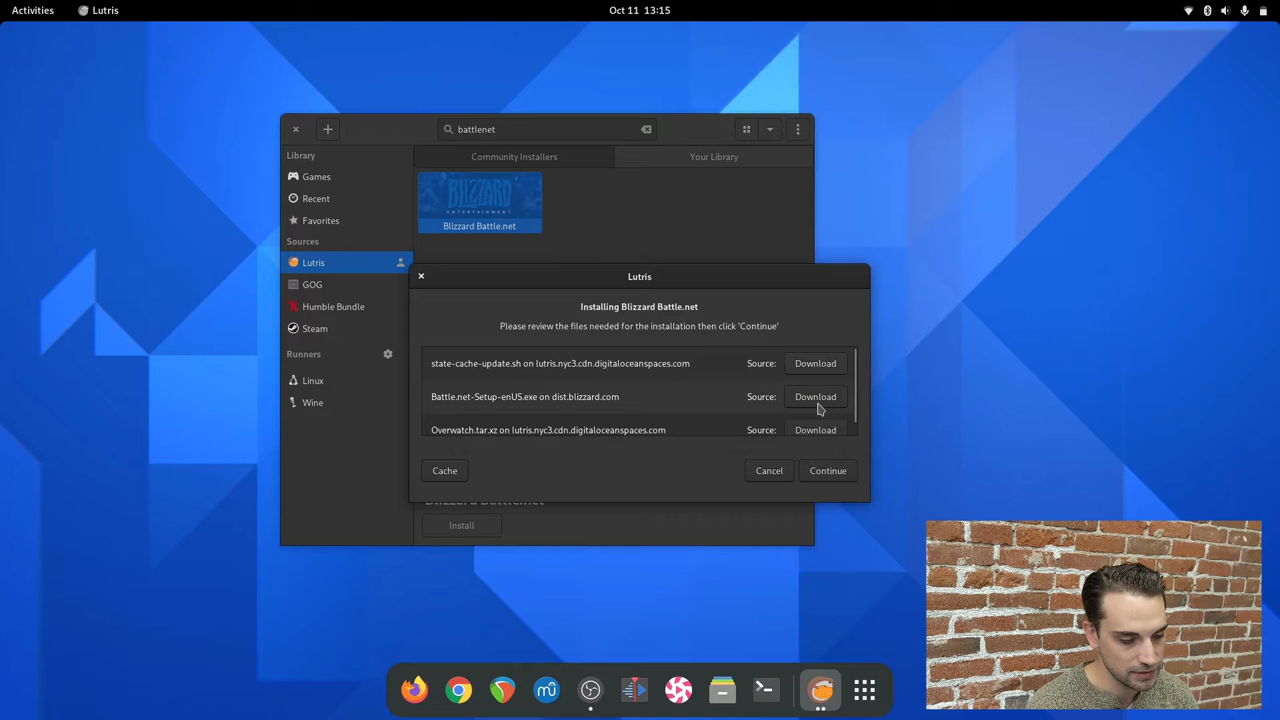 Activities
Lutris
Oct 11 13:15
battlenet
Library
Community Installers
Your Library
Games
Recent
Favorites
BLIZZARD
ENTERTAINMENT
Blizzard Battle.net
Sources
Lutris
GOG
Humble Bundle
Steam
Runners
Linux
Wine
Lutris
Installing Blizzard Battle.net
Please review the files needed for the installation then click 'Continue'
state-cache-update.sh on lutris.nyc3.cdn.digitaloceanspaces.com Source: Download
Battle.net-Setup-enUS.exe on dist.blizzard.com Source: Download
Overwatch.tar.xz on lutris.nyc3.cdn.digitaloceanspaces.com Source: Download
Cache
Cancel
Continue
Blizzard Battle.net
Install